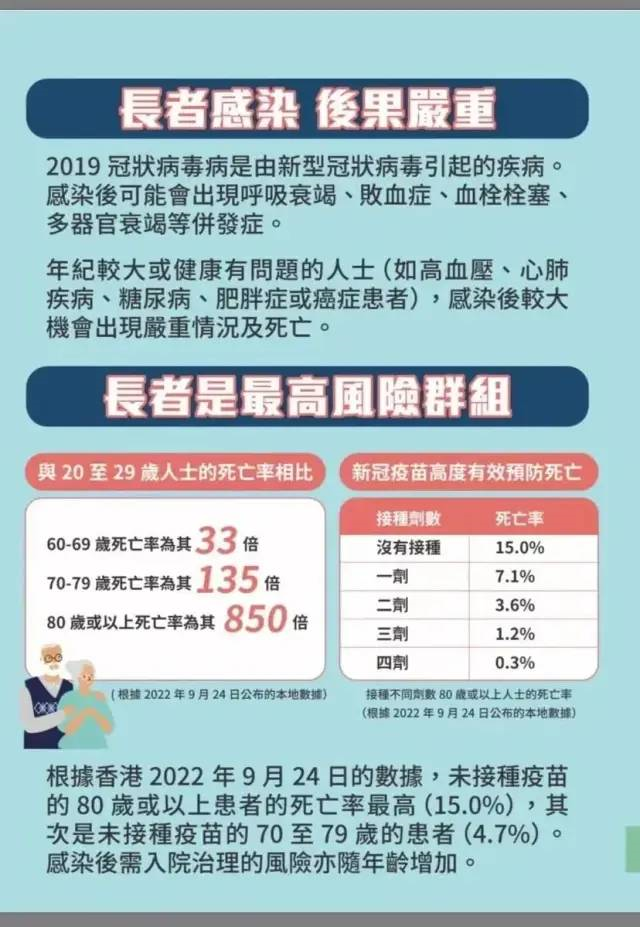 長者感染 後果嚴重
2019 冠狀病毒病是由新型冠狀病毒引起的疾病。
感染後可能會出現呼吸衰竭、敗血症、血栓栓塞、
多器官衰竭等併發症。
年紀較大或健康有問題的人士（如高血壓、心肺
疾病、糖尿病、肥胖症或癌症患者），感染後較大
機會出現嚴重情況及死亡。
長者是最高風險群組
與 20 至 29 歲人士的死亡率相比
60-69 歲死亡率為其 33 倍
70-79 歲死亡率為其 135 倍
80 歲或以上死亡率為其 850 倍
（根據 2022 年 9 月 24 日公布的本地數據）
新冠疫苗高度有效預防死亡
接種劑數 死亡率
沒有接種 15.0%
一劑 7.1%
二劑 3.6%
三劑 1.2%
四劑 0.3%
接種不同劑數 80 歲或以上人士的死亡率
（根據 2022 年 9 月 24 日公布的本地數據）
根據香港 2022 年 9 月 24 日的數據，未接種疫苗
的 80 歲或以上患者的死亡率最高（15.0%），其
次是未接種疫苗的 70 至 79 歲的患者（4.7%）。
感染後需入院治理的風險亦隨年齡增加。